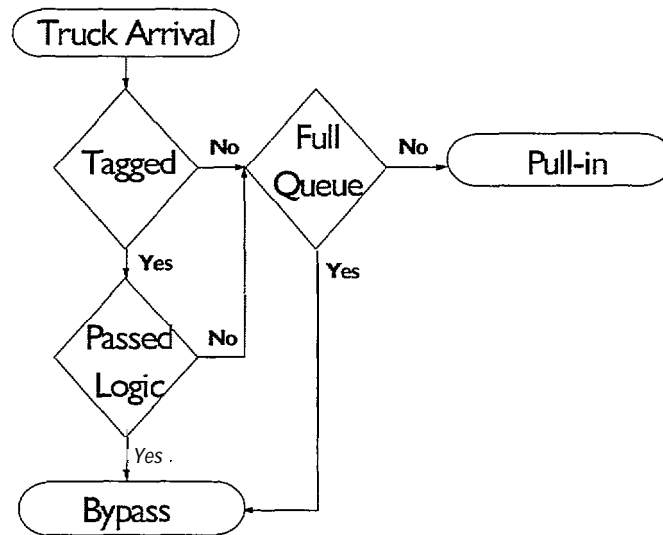 Truck Arrival
Tagged
No
Full
Queue
No
Pull-in
Yes
Yes
Passed
Logic
No
Yes .
Bypass